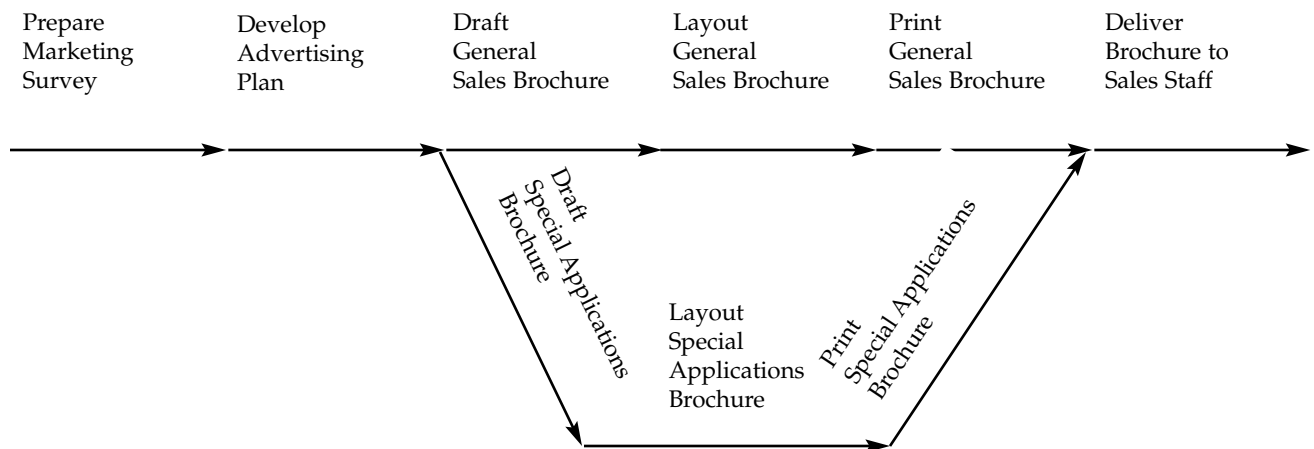 Prepare
Marketing
Survey
Develop
Advertising
Plan
Draft
General
Sales Brochure
Layout
General
Sales Brochure
Print
General
Sales Brochure
Deliver
Brochure to
Sales Staff
Draft
Special Applications
Brochure
Layout
Special
Applications
Brochure
Print
Special Applications
Brochure